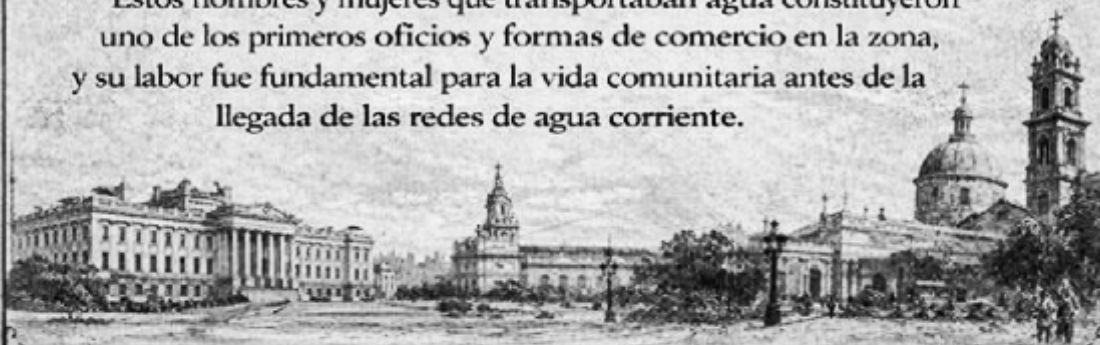 Estos hombres y mujeres que transportaban agua constituyeron
uno de los primeros oficios y formas de comercio en la zona,
y su labor fue fundamental para la vida comunitaria antes de la
llegada de las redes de agua corriente.